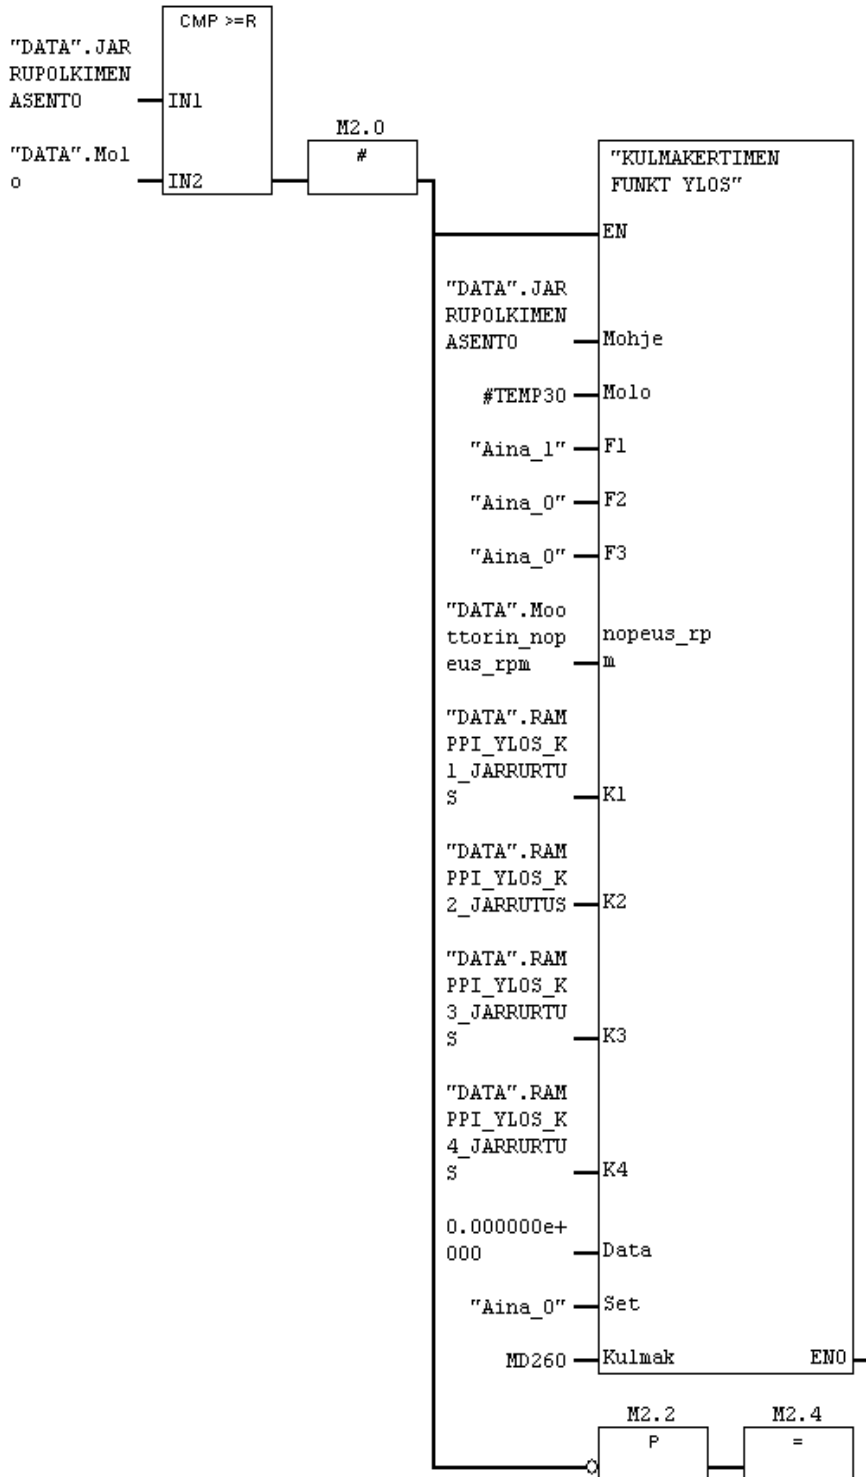 CMP >=R
"DATA".JAR
RUPOLKIMEN
ASENTO
IN1
M2.0
#
"DATA".Mol
o
IN2
"KULMAKERTIMEN
FUNKT YLOS"
EN
"DATA".JAR
RUPOLKIMEN
ASENTO
Mohje
#TEMP30
Molo
"Aina_1"
F1
"Aina_0"
F2
"Aina_0"
F3
"DATA".Moo
ttorin_nop
eus_rpm
nopeus_rp
m
"DATA".RAM
PPI_YLOS_K
1_JARRURTU
S
K1
"DATA".RAM
PPI_YLOS_K
2_JARRUTUS
K2
"DATA".RAM
PPI_YLOS_K
3_JARRURTU
S
K3
"DATA".RAM
PPI_YLOS_K
4_JARRURTU
S
K4
0.000000e+
000
Data
"Aina_0"
Set
MD260
Kulmak
ENO
M2.2
P
M2.4
=